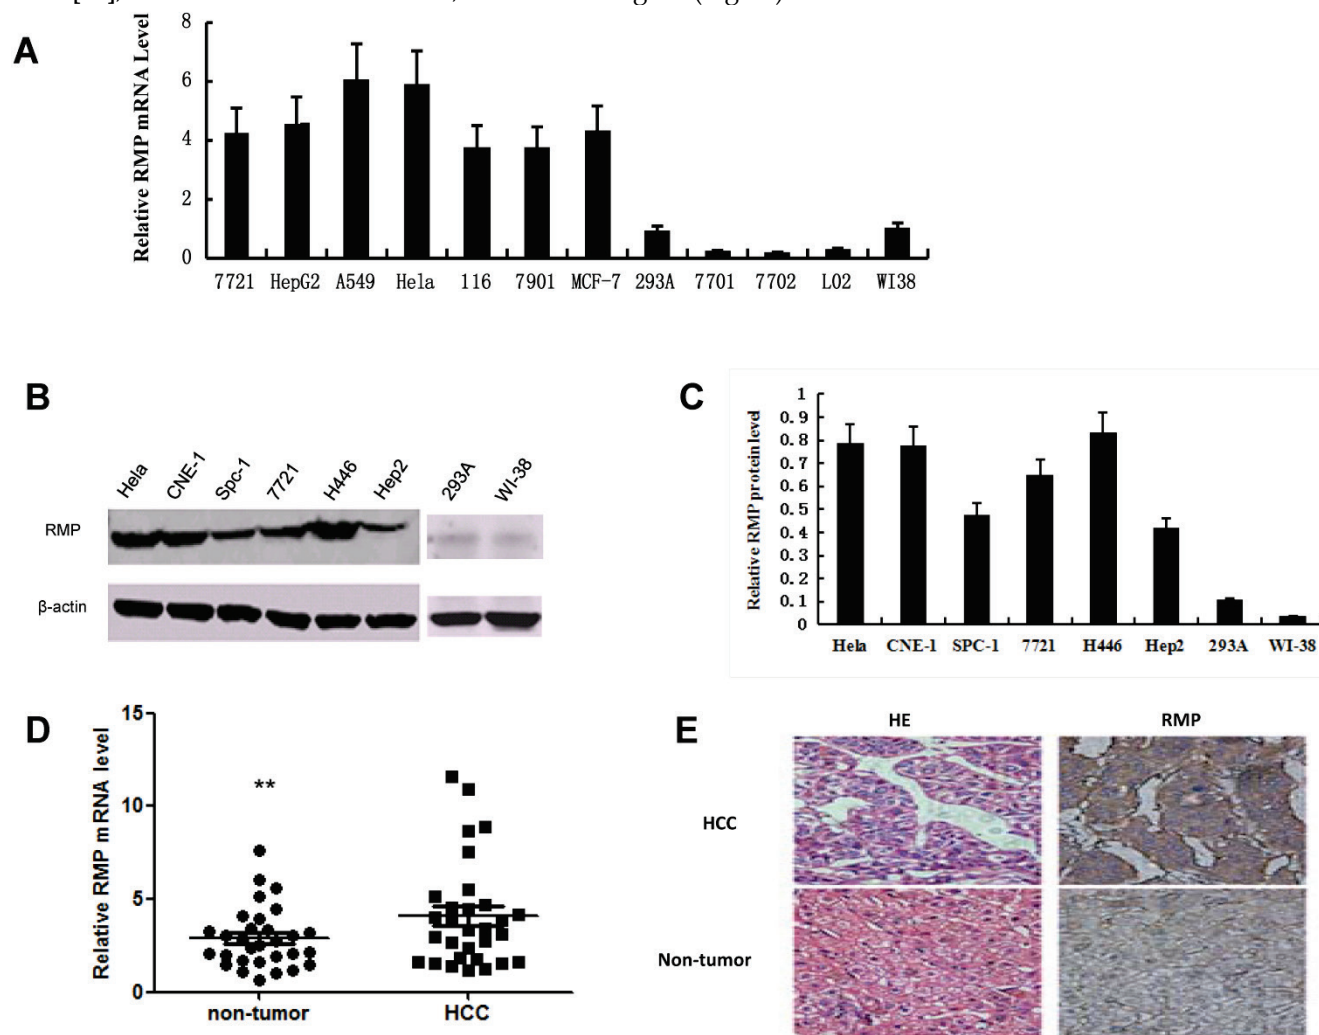 A
Relative RMP mRNA Level
8
6
4
2
0
7721 HepG2 A549 Hela 116 7901 MCF-7 293A 7701 7702 L02 WI38
B
Hela CNE-1 Spc-1 7721 H446 Hep2 293A WI-38
RMP
β-actin
C
Relative RMP protein level
1
0.9
0.8
0.7
0.6
0.5
0.4
0.3
0.2
0.1
0
Hela CNE-1 SPC-1 7721 H446 Hep2 293A WI-38
D
Relative RMP mRNA level
15
10
5
0
**
non-tumor HCC
E
HE RMP
HCC
Non-tumor